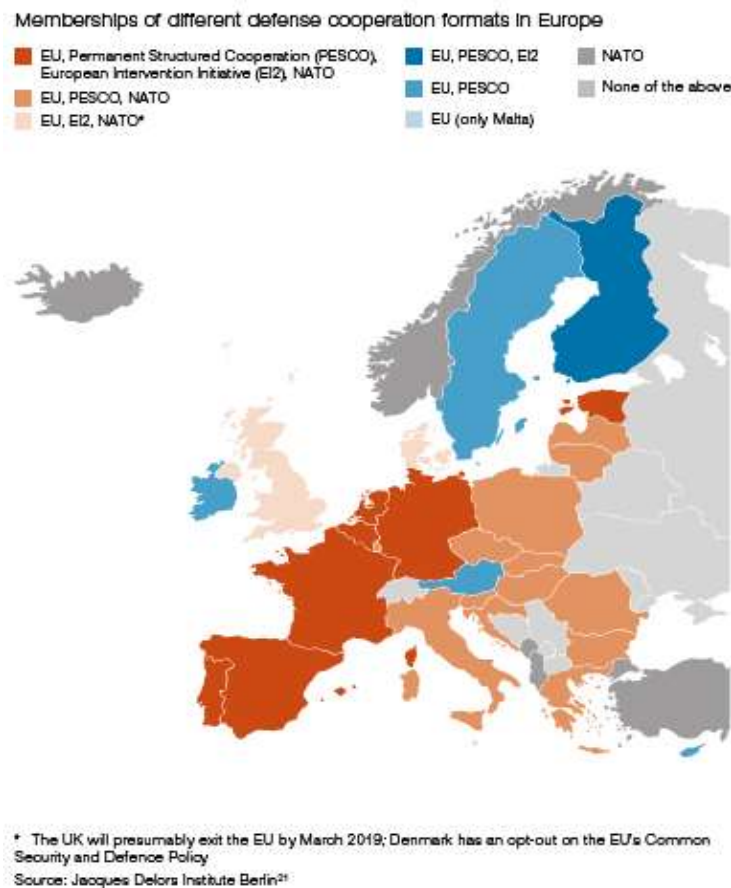 Memberships of different defense cooperation formats in Europe
EU, Permanent Structured Cooperation (PESCO),
European Intervention Initiative (EI2), NATO
EU, PESCO, NATO
EU, EI2, NATO*
EU, PESCO, EI2
EU, PESCO
EU (only Malta)
NATO
None of the above
* The UK will presumably exit the EU by March 2019; Denmark has an opt-out on the EU's Common
Security and Defence Policy
Source: Jacques Delors Institute Berlin²¹